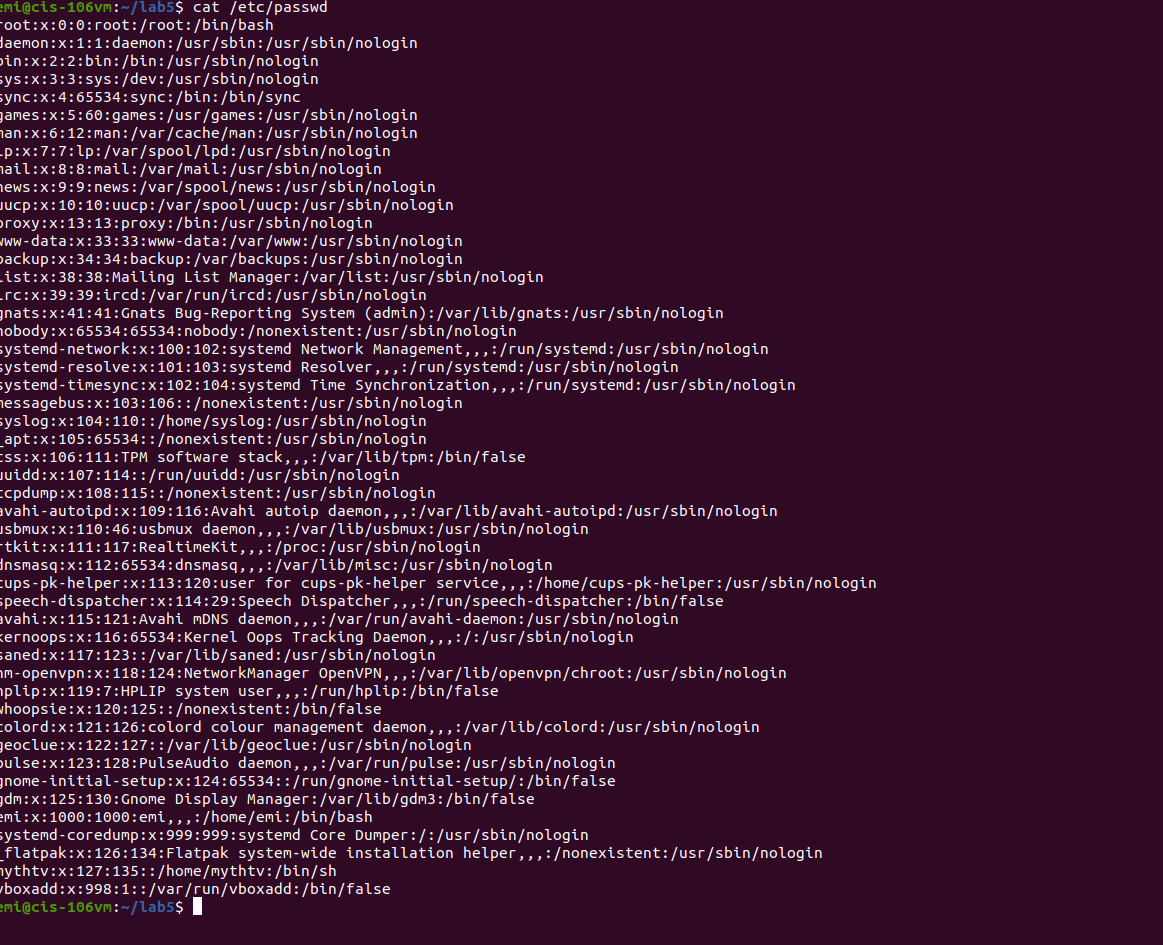 emi@cis-106vm:~/lab5$ cat /etc/passwd
root:x:0:0:root:/root:/bin/bash
daemon:x:1:1:daemon:/usr/sbin:/usr/sbin/nologin
bin:x:2:2:bin:/bin:/usr/sbin/nologin
sys:x:3:3:sys:/dev:/usr/sbin/nologin
sync:x:4:65534:sync:/bin:/bin/sync
games:x:5:60:games:/usr/games:/usr/sbin/nologin
man:x:6:12:man:/var/cache/man:/usr/sbin/nologin
lp:x:7:7:lp:/var/spool/lpd:/usr/sbin/nologin
mail:x:8:8:mail:/var/mail:/usr/sbin/nologin
news:x:9:9:news:/var/spool/news:/usr/sbin/nologin
uucp:x:10:10:uucp:/var/spool/uucp:/usr/sbin/nologin
proxy:x:13:13:proxy:/bin:/usr/sbin/nologin
www-data:x:33:33:www-data:/var/www:/usr/sbin/nologin
backup:x:34:34:backup:/var/backups:/usr/sbin/nologin
list:x:38:38:Mailing List Manager:/var/list:/usr/sbin/nologin
irc:x:39:39:ircd:/var/run/ircd:/usr/sbin/nologin
gnats:x:41:41:Gnats Bug-Reporting System (admin):/var/lib/gnats:/usr/sbin/nologin
nobody:x:65534:65534:nobody:/nonexistent:/usr/sbin/nologin
systemd-network:x:100:102:systemd Network Management,,,:/run/systemd:/usr/sbin/nologin
systemd-resolve:x:101:103:systemd Resolver,,,:/run/systemd:/usr/sbin/nologin
systemd-timesync:x:102:104:systemd Time Synchronization,,,:/run/systemd:/usr/sbin/nologin
messagebus:x:103:106::/nonexistent:/usr/sbin/nologin
syslog:x:104:110::/home/syslog:/usr/sbin/nologin
_apt:x:105:65534::/nonexistent:/usr/sbin/nologin
tss:x:106:111:TPM software stack,,,:/var/lib/tpm:/bin/false
uuidd:x:107:114::/run/uuidd:/usr/sbin/nologin
tcpdump:x:108:115::/nonexistent:/usr/sbin/nologin
avahi-autoipd:x:109:116:Avahi autoip daemon,,,:/var/lib/avahi-autoipd:/usr/sbin/nologin
usbmux:x:110:46:usbmux daemon,,,:/var/lib/usbmux:/usr/sbin/nologin
rtkit:x:111:117:RealtimeKit,,,:/proc:/usr/sbin/nologin
dnsmasq:x:112:65534:dnsmasq,,,:/var/lib/misc:/usr/sbin/nologin
cups-pk-helper:x:113:120:user for cups-pk-helper service,,,:/home/cups-pk-helper:/usr/sbin/nologin
speech-dispatcher:x:114:29:Speech Dispatcher,,,:/run/speech-dispatcher:/bin/false
avahi:x:115:121:Avahi mDNS daemon,,,:/var/run/avahi-daemon:/usr/sbin/nologin
kernoops:x:116:65534:Kernel Oops Tracking Daemon,,,:/:/usr/sbin/nologin
saned:x:117:123::/var/lib/saned:/usr/sbin/nologin
nm-openvpn:x:118:124:NetworkManager OpenVPN,,,:/var/lib/openvpn/chroot:/usr/sbin/nologin
hplip:x:119:7:HPLIP system user,,,:/run/hplip:/bin/false
whoopsie:x:120:125::/nonexistent:/bin/false
colord:x:121:126:colord colour management daemon,,,:/var/lib/colord:/usr/sbin/nologin
geoclue:x:122:127::/var/lib/geoclue:/usr/sbin/nologin
pulse:x:123:128:PulseAudio daemon,,,:/var/run/pulse:/usr/sbin/nologin
gnome-initial-setup:x:124:65534::/run/gnome-initial-setup/:/bin/false
gdm:x:125:130:Gnome Display Manager:/var/lib/gdm3:/bin/false
emi:x:1000:1000:emi,,,:/home/emi:/bin/bash
systemd-coredump:x:999:999:systemd Core Dumper:/:/usr/sbin/nologin
_flatpak:x:126:134:Flatpak system-wide installation helper,,,:/nonexistent:/usr/sbin/nologin
mythtv:x:127:135::/home/mythtv:/bin/sh
vboxadd:x:998:1::/var/run/vboxadd:/bin/false
emi@cis-106vm:~/lab5$